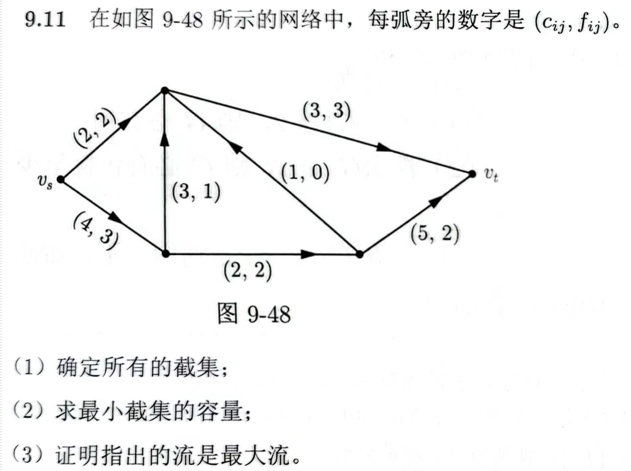 9.11 在如图 9-48 所示的网络中，每弧旁的数字是 (c_{ij}, f_{ij})。
(2, 2)
(3, 3)
v_s
(3, 1)
(1, 0)
v_t
(4, 3)
(2, 2)
(5, 2)
图 9-48
（1）确定所有的截集；
（2）求最小截集的容量；
（3）证明指出的流是最大流。